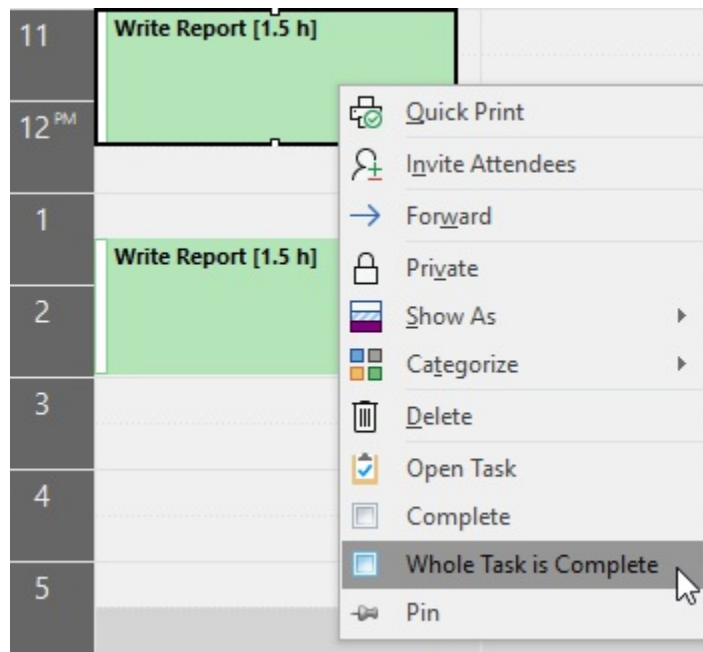 11
Write Report [1.5 h]
12 PM
1
Write Report [1.5 h]
2
3
4
5
Quick Print
Invite Attendees
Forward
Private
Show As
Categorize
Delete
Open Task
Complete
Whole Task is Complete
Pin